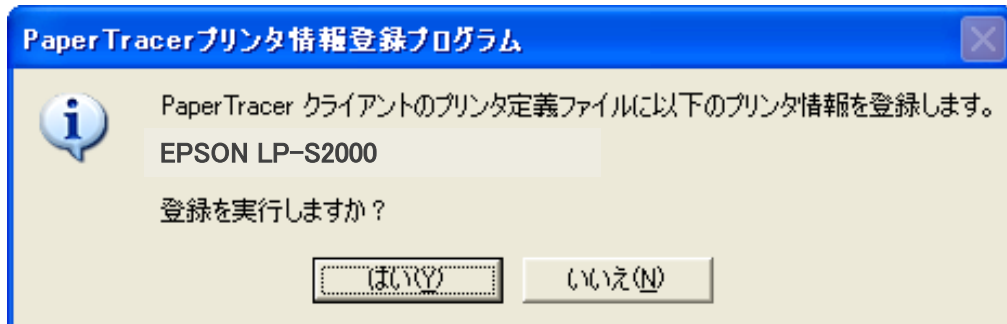 PaperTracerプリンタ情報登録プログラム
PaperTracer クライアントのプリンタ定義ファイルに以下のプリンタ情報を登録します。
EPSON LP-S2000
登録を実行しますか？
はい(Y) いいえ(N)